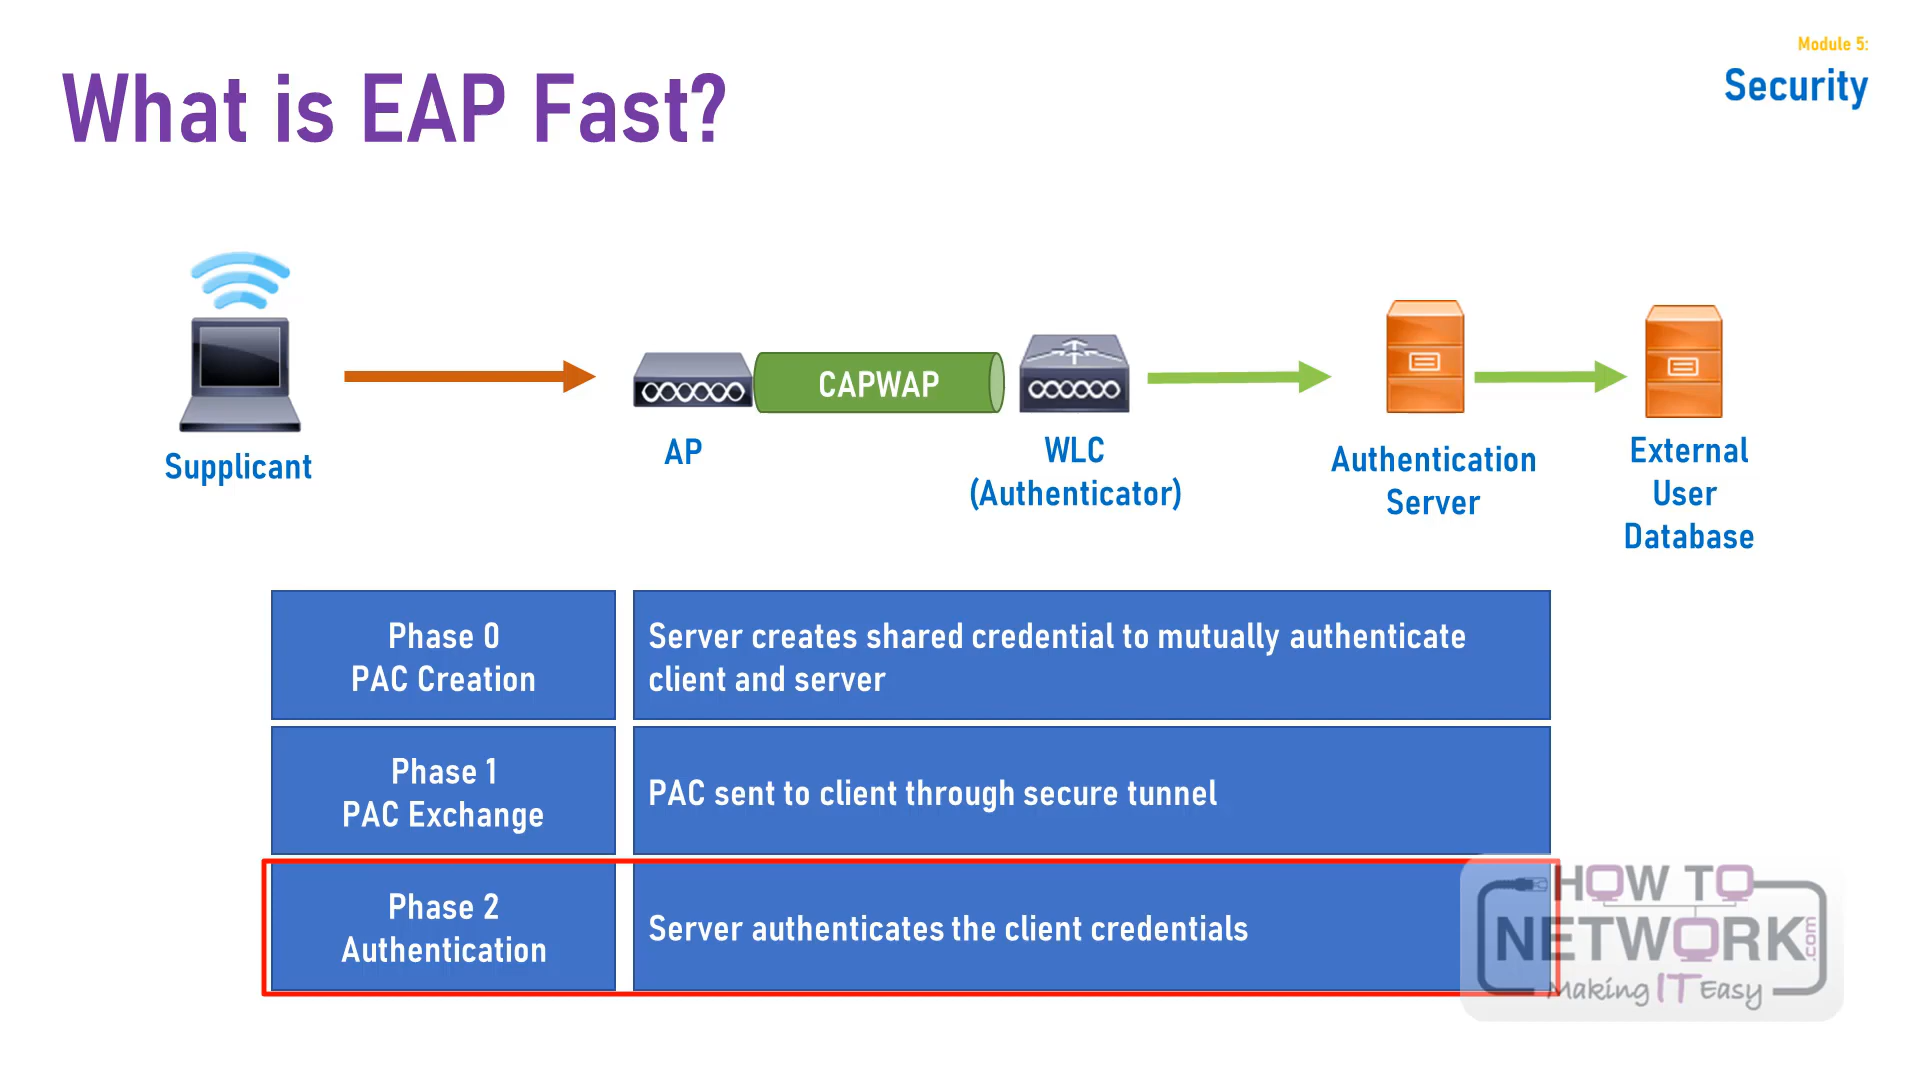 Module 5:
Security
What is EAP Fast?
CAPWAP
Supplicant
AP
WLC
(Authenticator)
Authentication
Server
External
User
Database
Phase 0
PAC Creation
Server creates shared credential to mutually authenticate
client and server
Phase 1
PAC Exchange
PAC sent to client through secure tunnel
Phase 2
Authentication
Server authenticates the client credentials
HOW TO
NETWORK.com
Making IT Easy